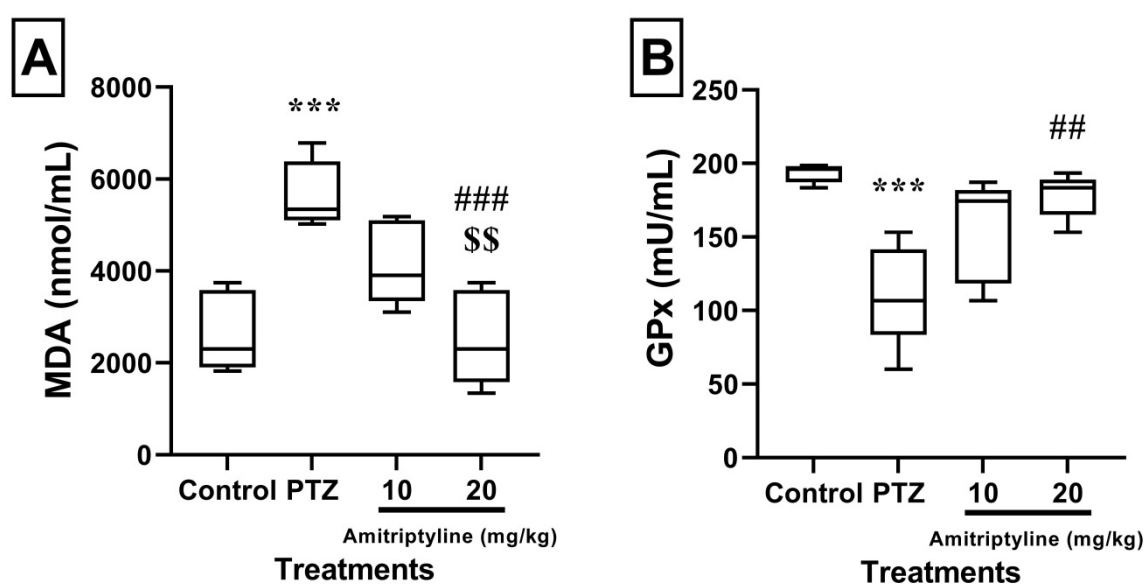 A
MDA (nmol/mL)
8000
6000
4000
2000
0
***
###
$$
Control PTZ 10 20
Amitriptyline (mg/kg)
Treatments
B
GPx (mU/mL)
250
200
150
100
50
0
***
##
Control PTZ 10 20
Amitriptyline (mg/kg)
Treatments